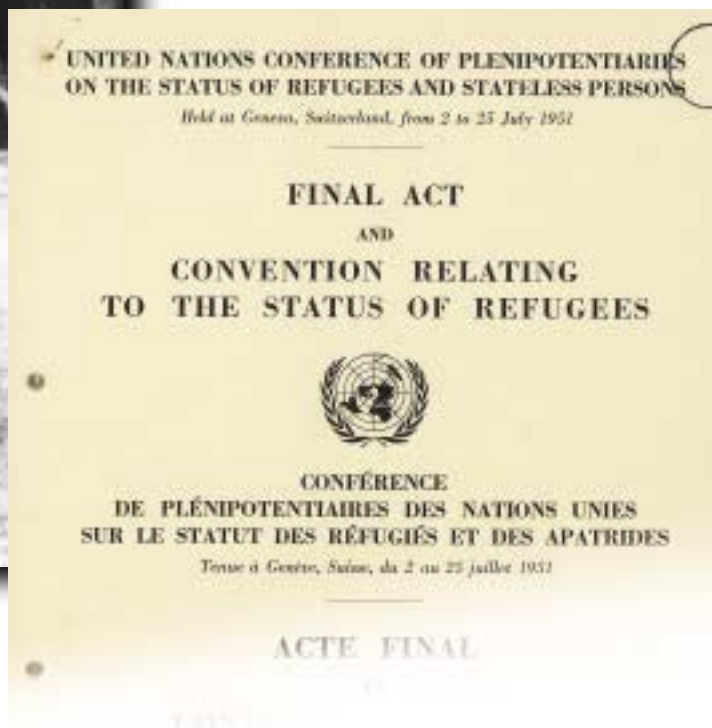 UNITED NATIONS CONFERENCE OF PLENIPOTENTIARIES
ON THE STATUS OF REFUGEES AND STATELESS PERSONS
Held at Geneva, Switzerland, from 2 to 25 July 1951
FINAL ACT
AND
CONVENTION RELATING
TO THE STATUS OF REFUGEES
CONFÉRENCE
DE PLÉNIPOTENTIAIRES DES NATIONS UNIES
SUR LE STATUT DES RÉFUGIÉS ET DES APATRIDES
Tenue à Genève, Suisse, du 2 au 25 juillet 1951
ACTE FINAL